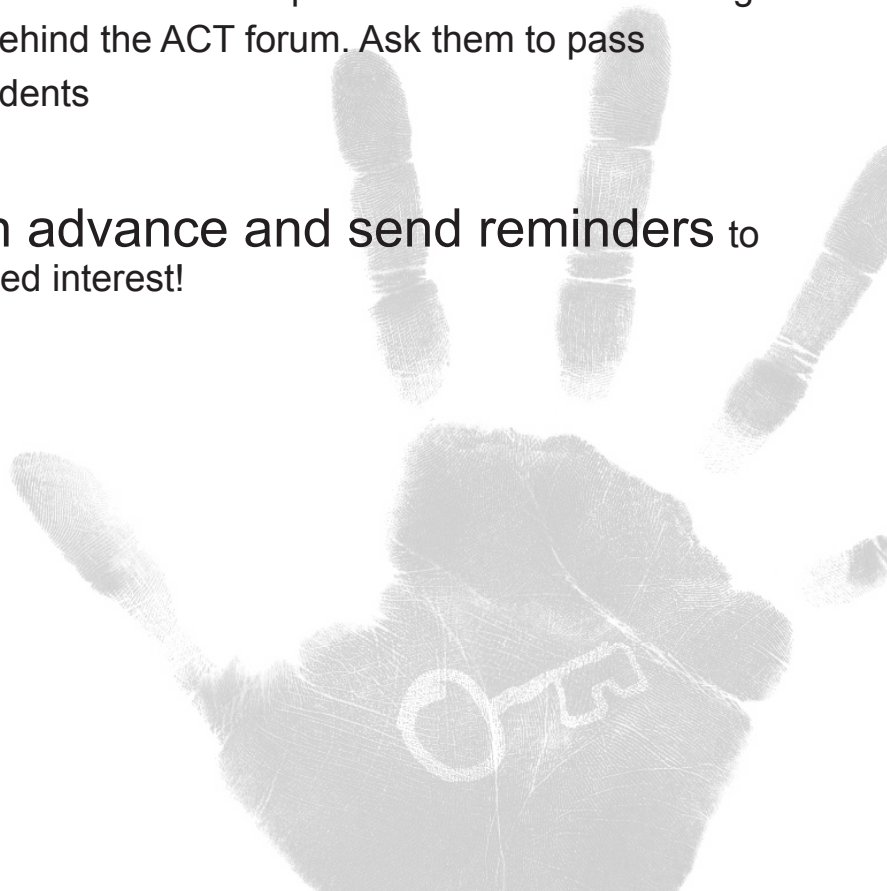 ehind the ACT forum. Ask them to pass
dents
n advance and send reminders to
ed interest!